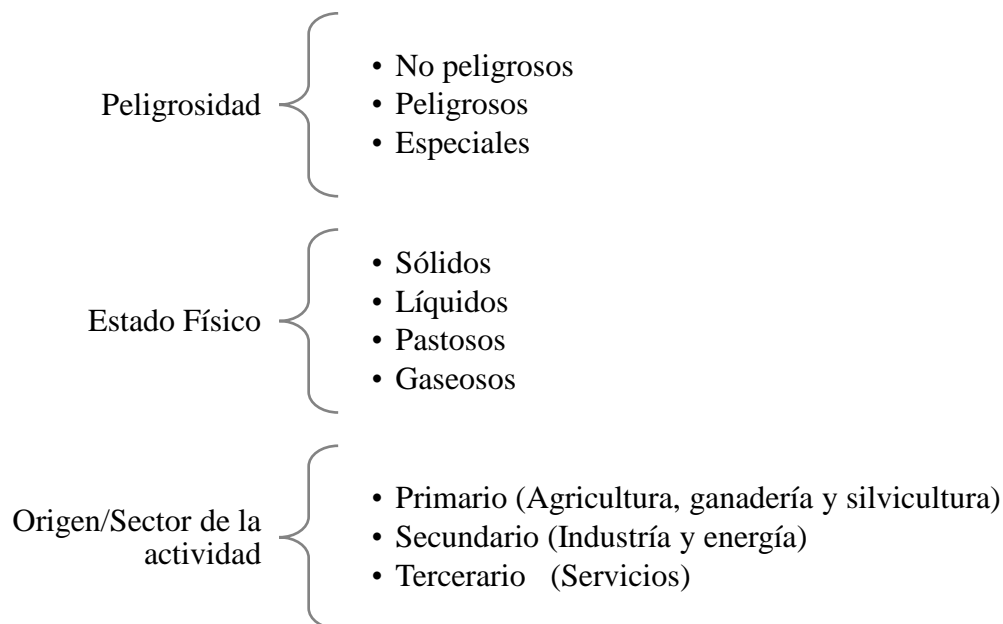 Peligrosidad
• No peligrosos
• Peligrosos
• Especiales
Estado Físico
• Sólidos
• Líquidos
• Pastosos
• Gaseosos
Origen/Sector de la
actividad
• Primario (Agricultura, ganadería y silvicultura)
• Secundario (Industría y energía)
• Tercerario (Servicios)